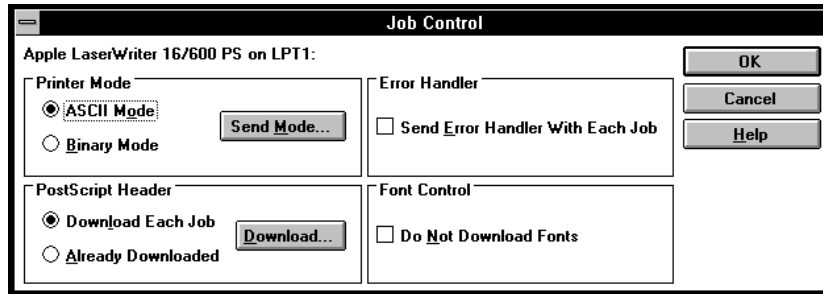 Job Control
Apple LaserWriter 16/600 PS on LPT1:
Printer Mode
ASCII Mode
Binary Mode
Send Mode...
Error Handler
Send Error Handler With Each Job
PostScript Header
Download Each Job
Already Downloaded
Download...
Font Control
Do Not Download Fonts
OK
Cancel
Help